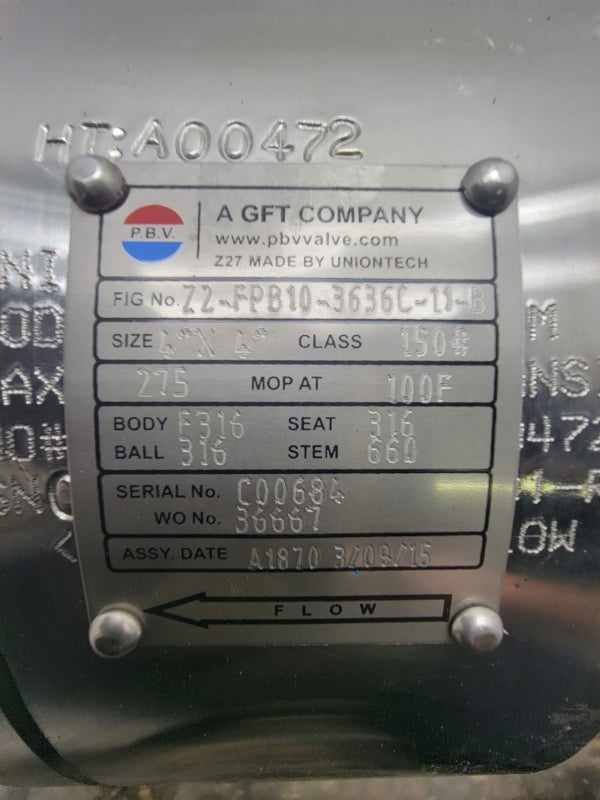 HT:A00472
P.B.V. A GFT COMPANY
www.pbvvalve.com
Z27 MADE BY UNIONTECH
FIG No. Z2-FPB10-3636C-11-B
SIZE 4" X 4" CLASS 150#
275 MOP AT 100F
BODY F316 SEAT 316
BALL 316 STEM 660
SERIAL No. C00684
WO No. 36667
ASSY. DATE A1870 3/09/15
FLOW